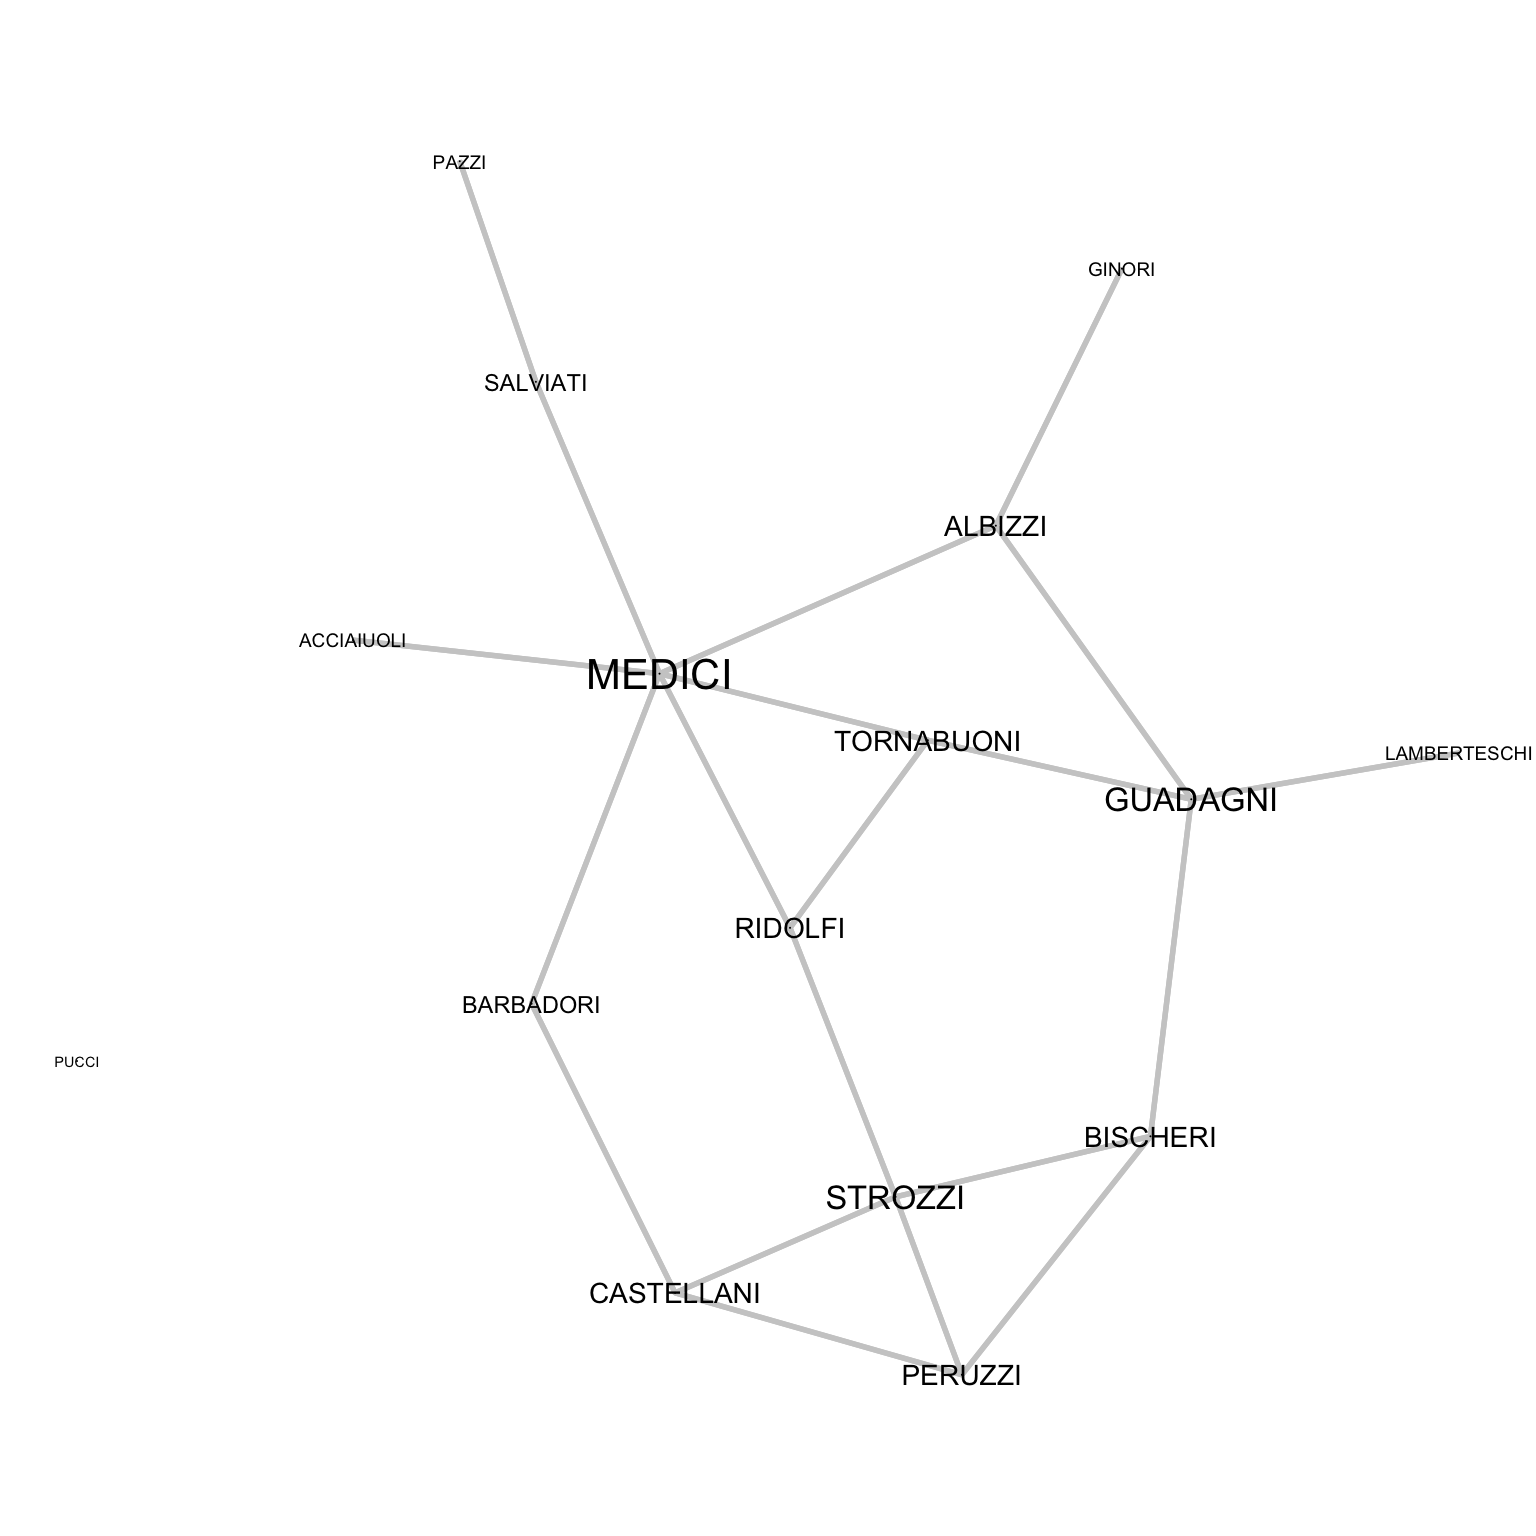 PAZZI
GINORI
SALVIATI
ALBIZZI
ACCIAIUOLI
MEDICI
TORNABUONI
LAMBERTESCHI
GUADAGNI
RIDOLFI
BARBADORI
PUCCI
BISCHERI
STROZZI
CASTELLANI
PERUZZI